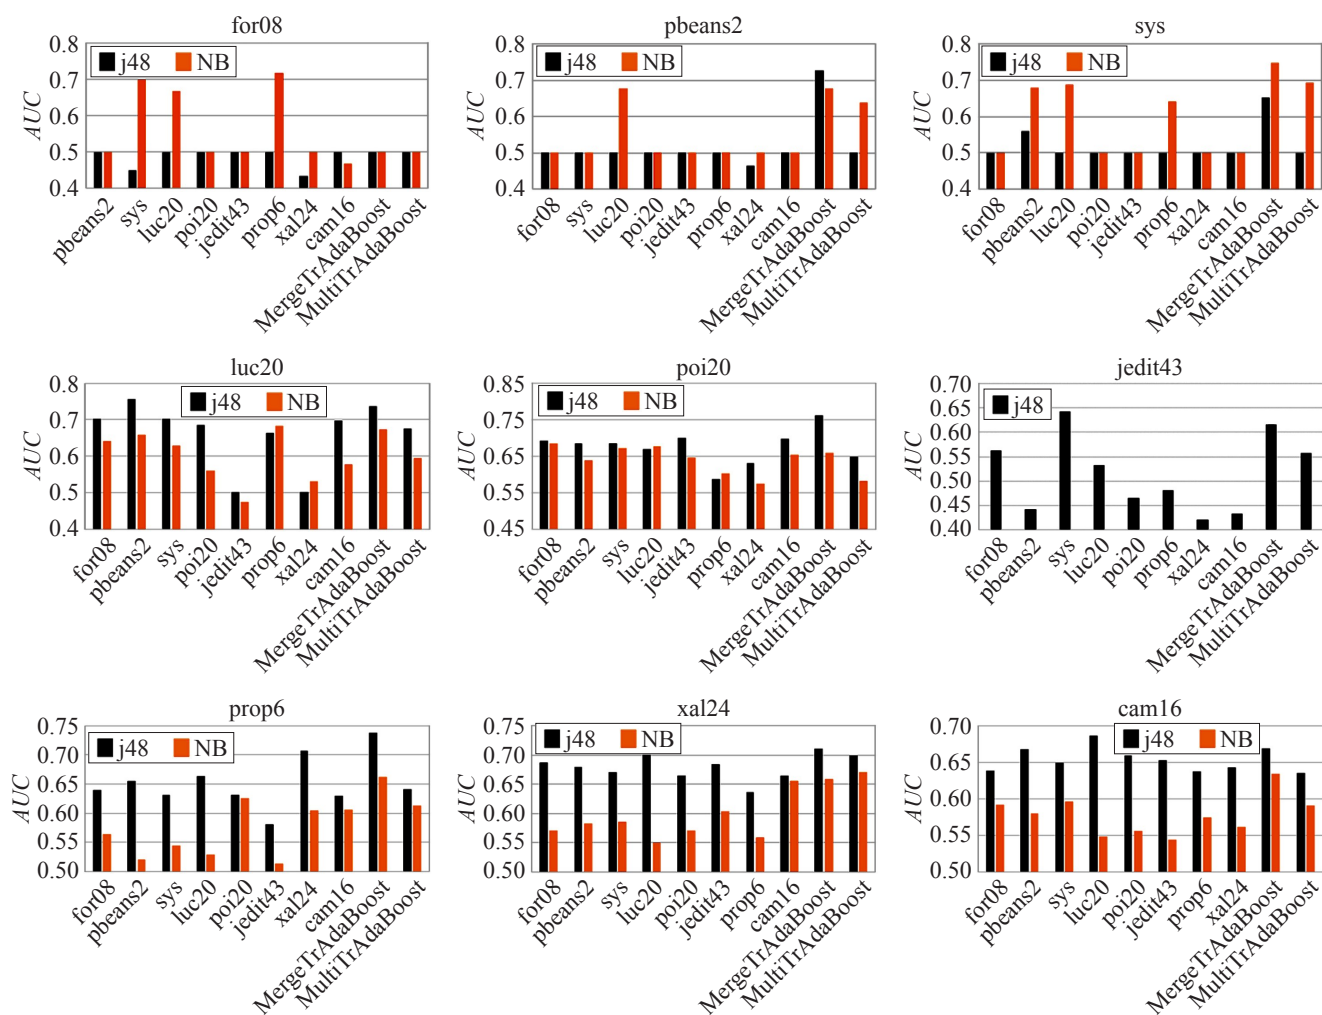 for08
j48 NB
AUC
0.8
0.7
0.6
0.5
0.4
pbeans2
sys
luc20
poi20
jedit43
prop6
xal24
cam16
MergeTrAdaBoost
MultiTrAdaBoost
pbeans2
j48 NB
AUC
0.8
0.7
0.6
0.5
0.4
for08
sys
luc20
poi20
jedit43
prop6
xal24
cam16
MergeTrAdaBoost
MultiTrAdaBoost
sys
j48 NB
AUC
0.8
0.7
0.6
0.5
0.4
for08
pbeans2
luc20
poi20
jedit43
prop6
xal24
cam16
MergeTrAdaBoost
MultiTrAdaBoost
luc20
j48 NB
AUC
0.8
0.7
0.6
0.5
0.4
for08
pbeans2
sys
poi20
jedit43
prop6
xal24
cam16
MergeTrAdaBoost
MultiTrAdaBoost
poi20
j48 NB
AUC
0.85
0.75
0.65
0.55
0.45
for08
pbeans2
sys
luc20
jedit43
prop6
xal24
cam16
MergeTrAdaBoost
MultiTrAdaBoost
jedit43
j48
AUC
0.70
0.65
0.60
0.55
0.50
0.45
0.40
for08
pbeans2
sys
luc20
poi20
prop6
xal24
cam16
MergeTrAdaBoost
MultiTrAdaBoost
prop6
j48 NB
AUC
0.75
0.70
0.65
0.60
0.55
0.50
for08
pbeans2
sys
luc20
poi20
jedit43
xal24
cam16
MergeTrAdaBoost
MultiTrAdaBoost
xal24
j48 NB
AUC
0.75
0.70
0.65
0.60
0.55
0.50
for08
pbeans2
sys
luc20
poi20
jedit43
prop6
cam16
MergeTrAdaBoost
MultiTrAdaBoost
cam16
j48 NB
AUC
0.70
0.65
0.60
0.55
0.50
for08
pbeans2
sys
luc20
poi20
jedit43
prop6
xal24
MergeTrAdaBoost
MultiTrAdaBoost